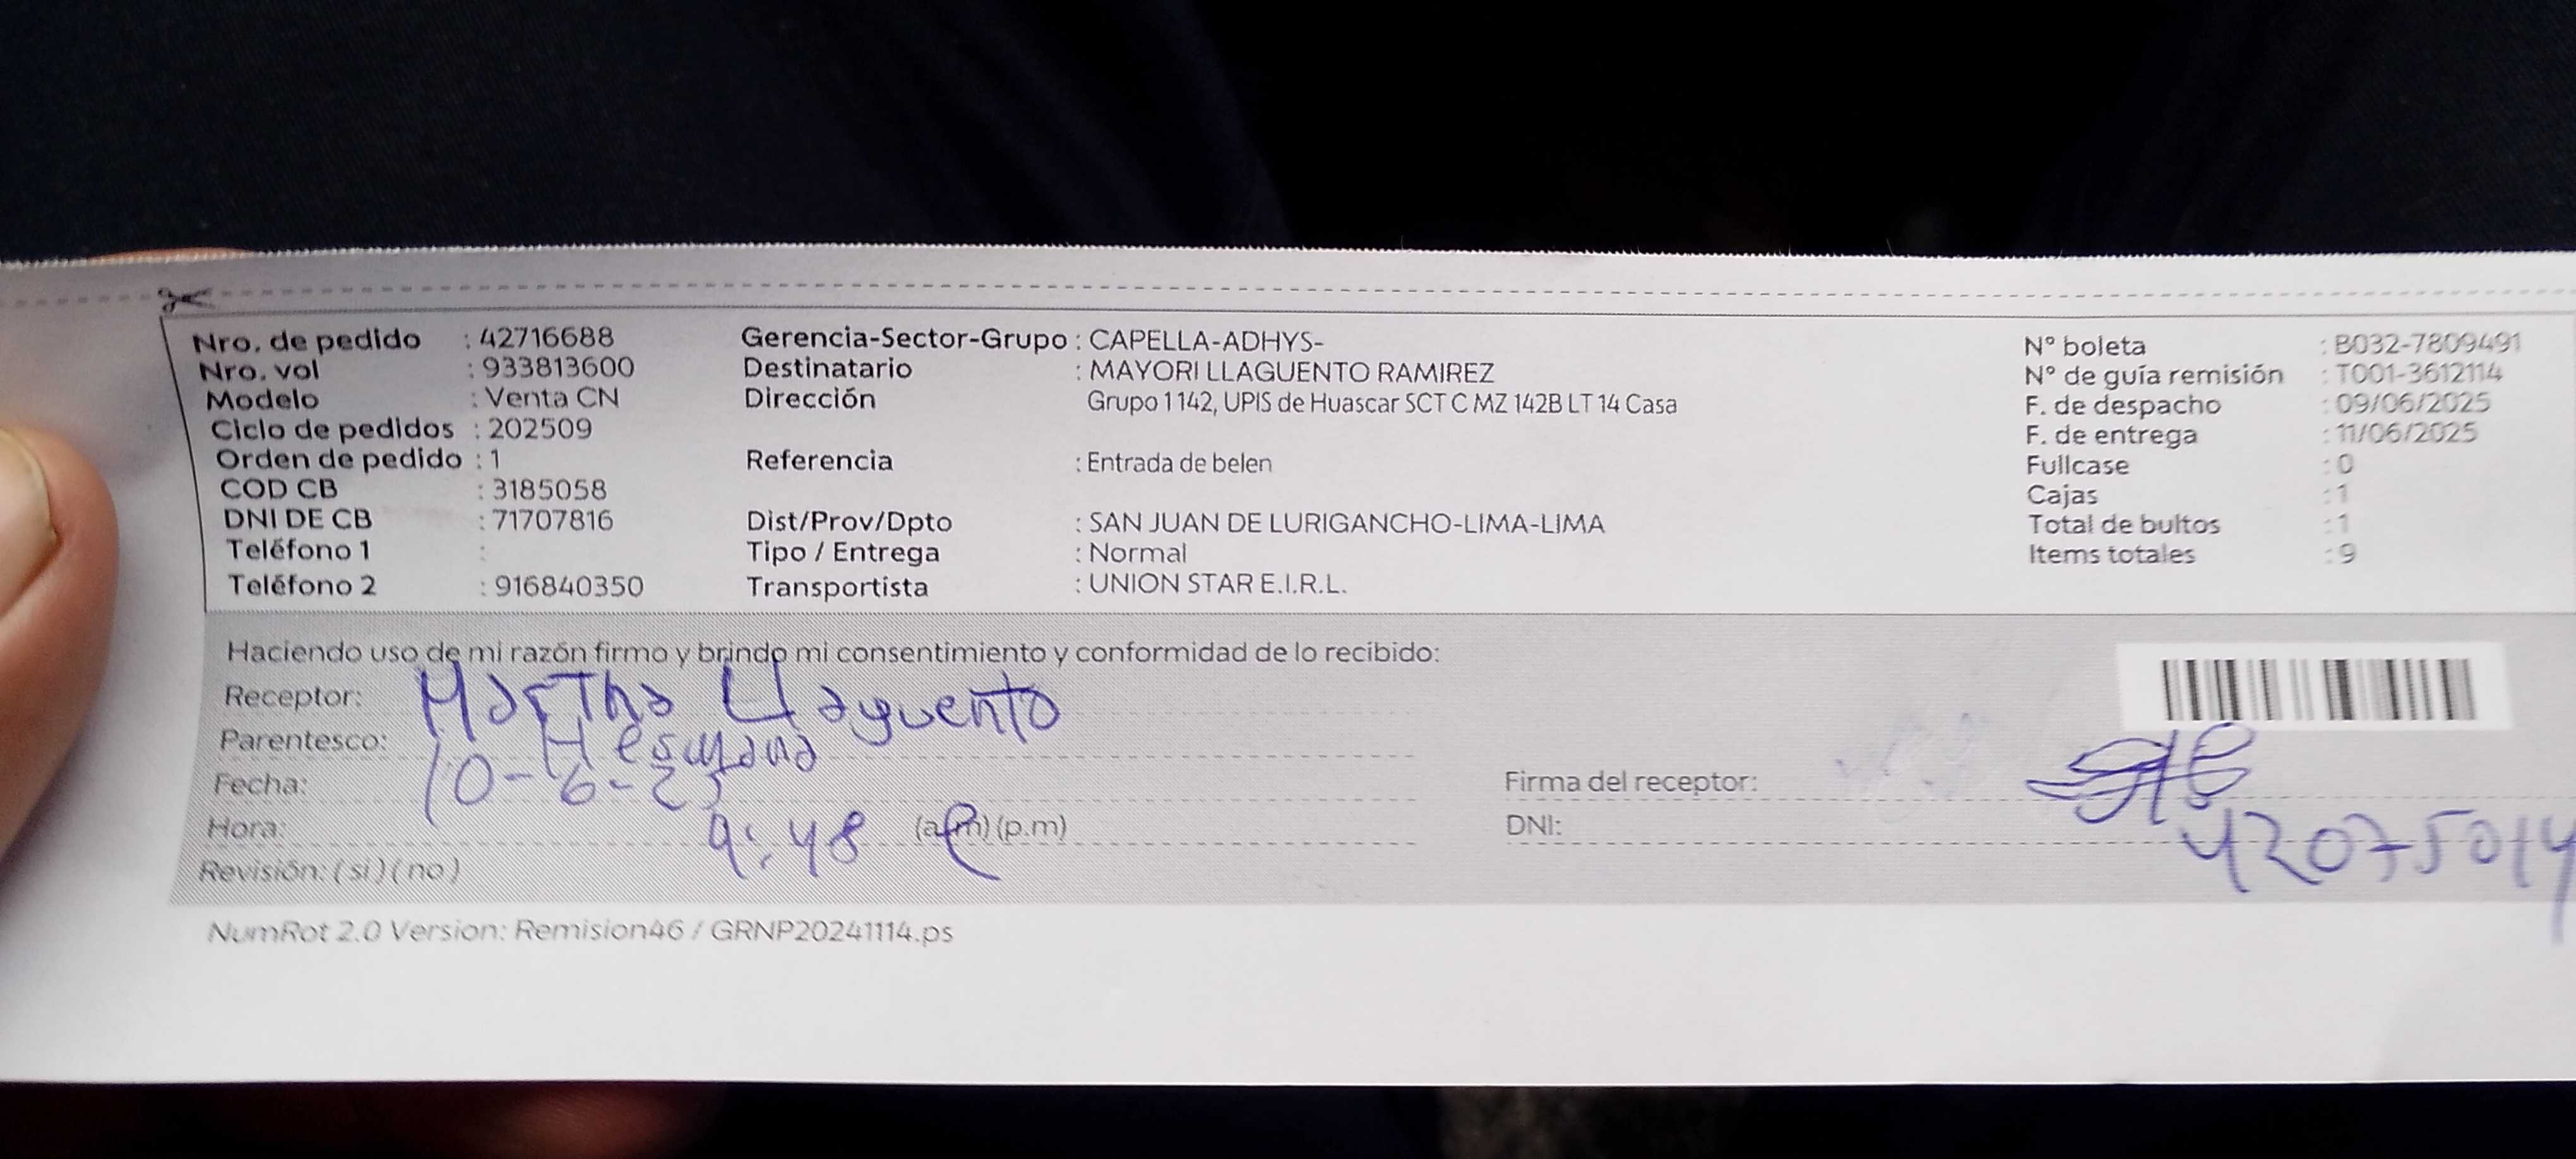 Nro. de pedido : 42716688
Nro. vol : 933813600
Modelo : Venta CN
Ciclo de pedidos : 202509
Orden de pedido : 1
COD CB : 3185058
DNI DE CB : 71707816
Teléfono 1 :
Teléfono 2 : 916840350
Gerencia-Sector-Grupo : CAPELLA-ADHYS-
Destinatario : MAYORI LLAGUENTO RAMIREZ
Dirección Grupo 1 142, UPIS de Huascar SCT C MZ 142B LT 14 Casa
Referencia : Entrada de belen
Dist/Prov/Dpto : SAN JUAN DE LURIGANCHO-LIMA-LIMA
Tipo / Entrega : Normal
Transportista : UNION STAR E.I.R.L.
N° boleta : B032-7809491
N° de guía remisión : T001-3612114
F. de despacho : 09/06/2025
F. de entrega : 11/06/2025
Fullcase : 0
Cajas : 1
Total de bultos : 1
Items totales : 9
Haciendo uso de mi razón firmo y brindo mi consentimiento y conformidad de lo recibido:
Receptor: Martha Llaguento
Parentesco: Hermana
Fecha: 10-6-25
Hora: 9:48 (a.m) (p.m)
Revisión: ( si ) ( no )
Firma del receptor:
DNI: 42075014
NumRot 2.0 Version: Remision46 / GRNP20241114.ps